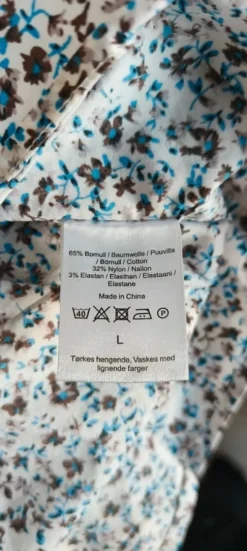 65% Bomull / Baumwolle / Puuvilla
/ Bómull / Cotton
32% Nylon / Nailon
3% Elastan / Elasthan / Elastaani /
Elastane
Made in China
40
P
L
Tørkes hengende, Vaskes med
lignende farger